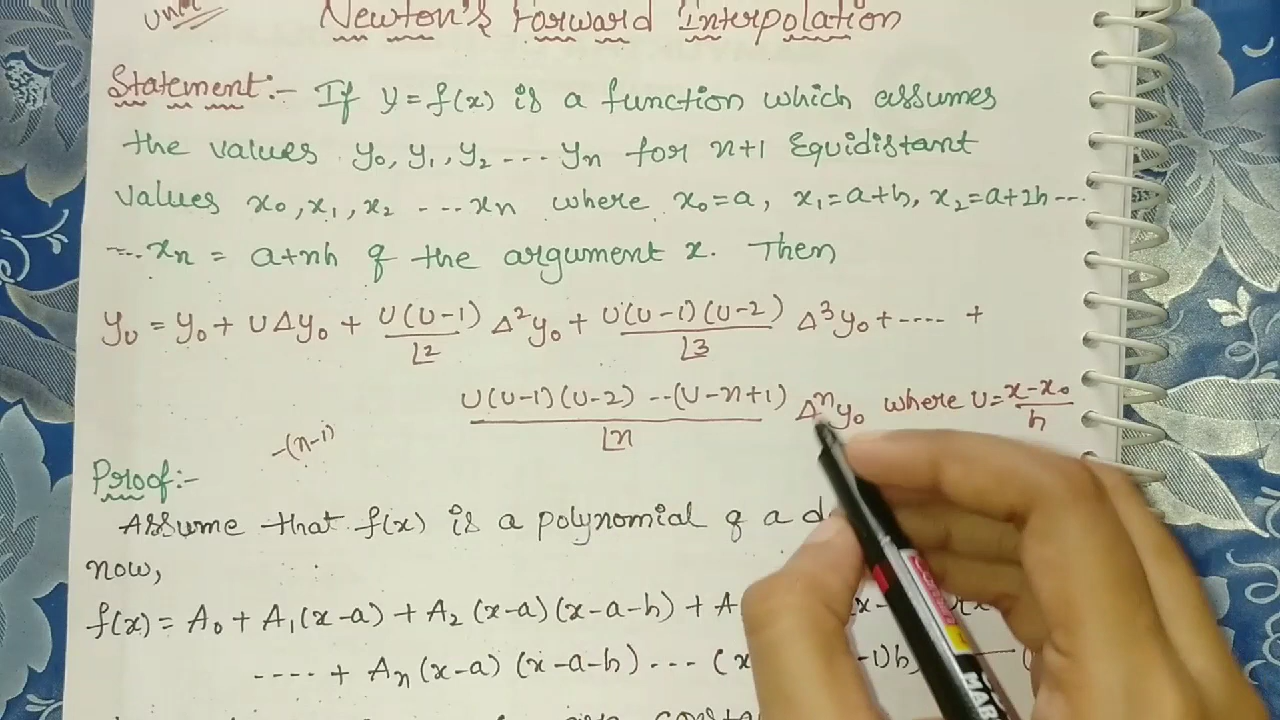 Unit
Newton's Forward Interpolation
Statement:- If y = f(x) is a function which assumes
the values y₀, y₁, y₂ --- yₙ for n+1 Equidistant
values x₀, x₁, x₂ ----- xₙ where x₀=a, x₁=a+h, x₂=a+2h ---
---- xₙ = a+nh of the argument x. Then
y_U = y₀ + UΔy₀ + U(U-1)/⌊2 Δ²y₀ + U(U-1)(U-2)/⌊3 Δ³y₀ + ---- +
U(U-1)(U-2) --(U-n+1)/⌊n Δⁿy₀ where U = x-x₀/h
-(n-1)
Proof:-
Assume that f(x) is a polynomial of a
now,
f(x) = A₀ + A₁(x-a) + A₂(x-a)(x-a-h) + A
---- + Aₙ(x-a)(x-a-h) --- (x -1)h)